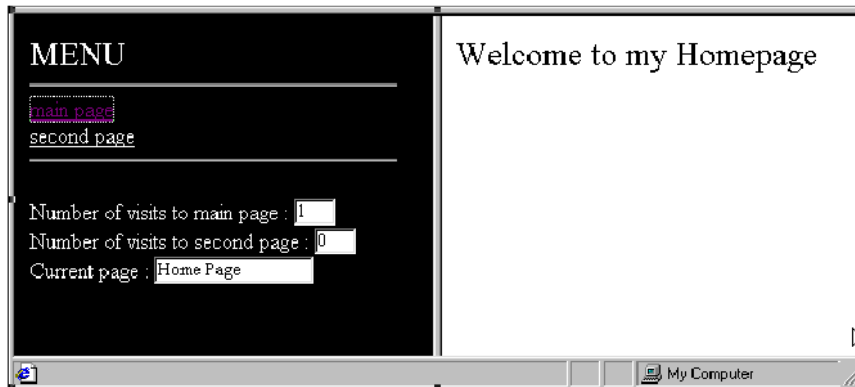 MENU
main page
second page
Number of visits to main page : 1
Number of visits to second page : 0
Current page : Home Page
Welcome to my Homepage
My Computer